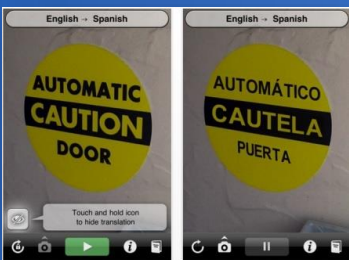 English → Spanish
AUTOMATIC
CAUTION
DOOR
Touch and hold icon
to hide translation
English → Spanish
AUTOMÁTICO
CAUTELA
PUERTA